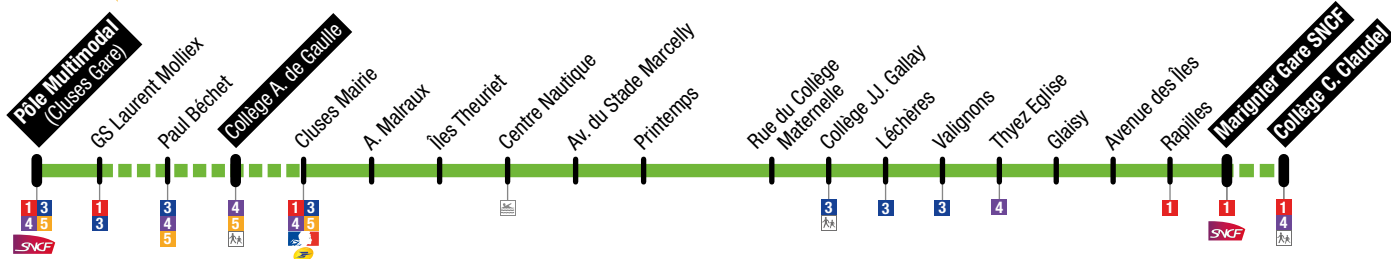 Pôle Multimodal
(Cluses Gare)
GS Laurent Molliex
Paul Béchet
Collège A. de Gaulle
Cluses Mairie
A. Malraux
Îles Theuriet
Centre Nautique
Av. du Stade Marcelly
Printemps
Rue du Collège
Maternelle
Collège JJ. Gallay
Léchères
Valignons
Thyez Eglise
Glaisy
Avenue des Îles
Rapilles
Marignier Gare SNCF
Collège C. Claudel
1 3
4 5
SNCF
1
3
3
4
5
4
5
1 3
4 5
3
3
3
4
1
1
SNCF
1
4